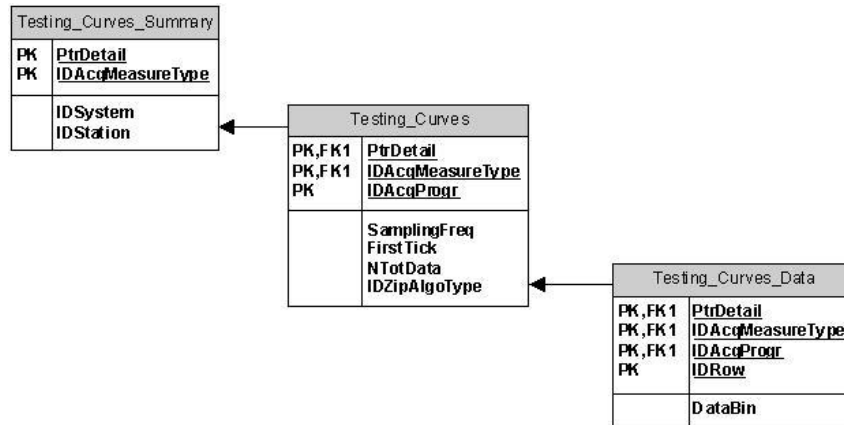 Testing_Curves_Summary
PK PtrDetail
PK IDAcqMeasureType
IDSystem
IDStation
Testing_Curves
PK,FK1 PtrDetail
PK,FK1 IDAcqMeasureType
PK IDAcqProgr
SamplingFreq
FirstTick
NTotData
IDZipAlgoType
Testing_Curves_Data
PK,FK1 PtrDetail
PK,FK1 IDAcqMeasureType
PK,FK1 IDAcqProgr
PK IDRow
DataBin